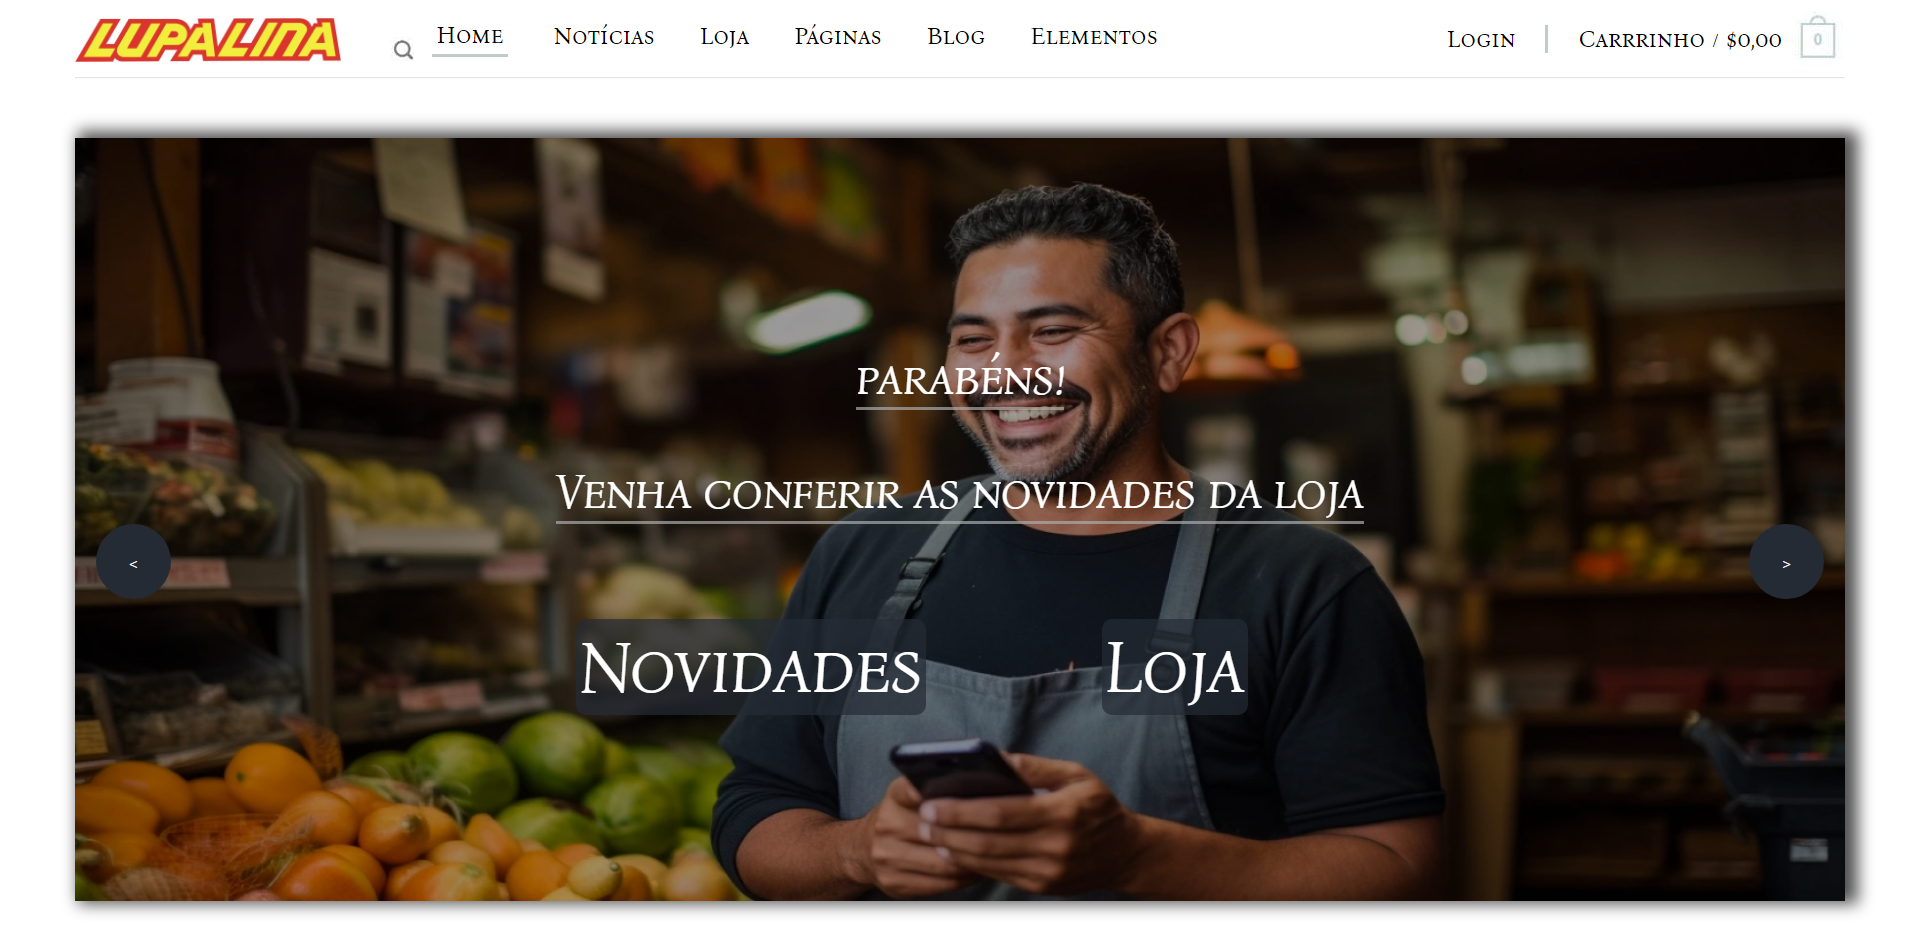 LUPALINA
Home Notícias Loja Páginas Blog Elementos Login Carrrinho / $0,00 0
PARABÉNS!
Venha conferir as novidades da loja
< >
Novidades Loja